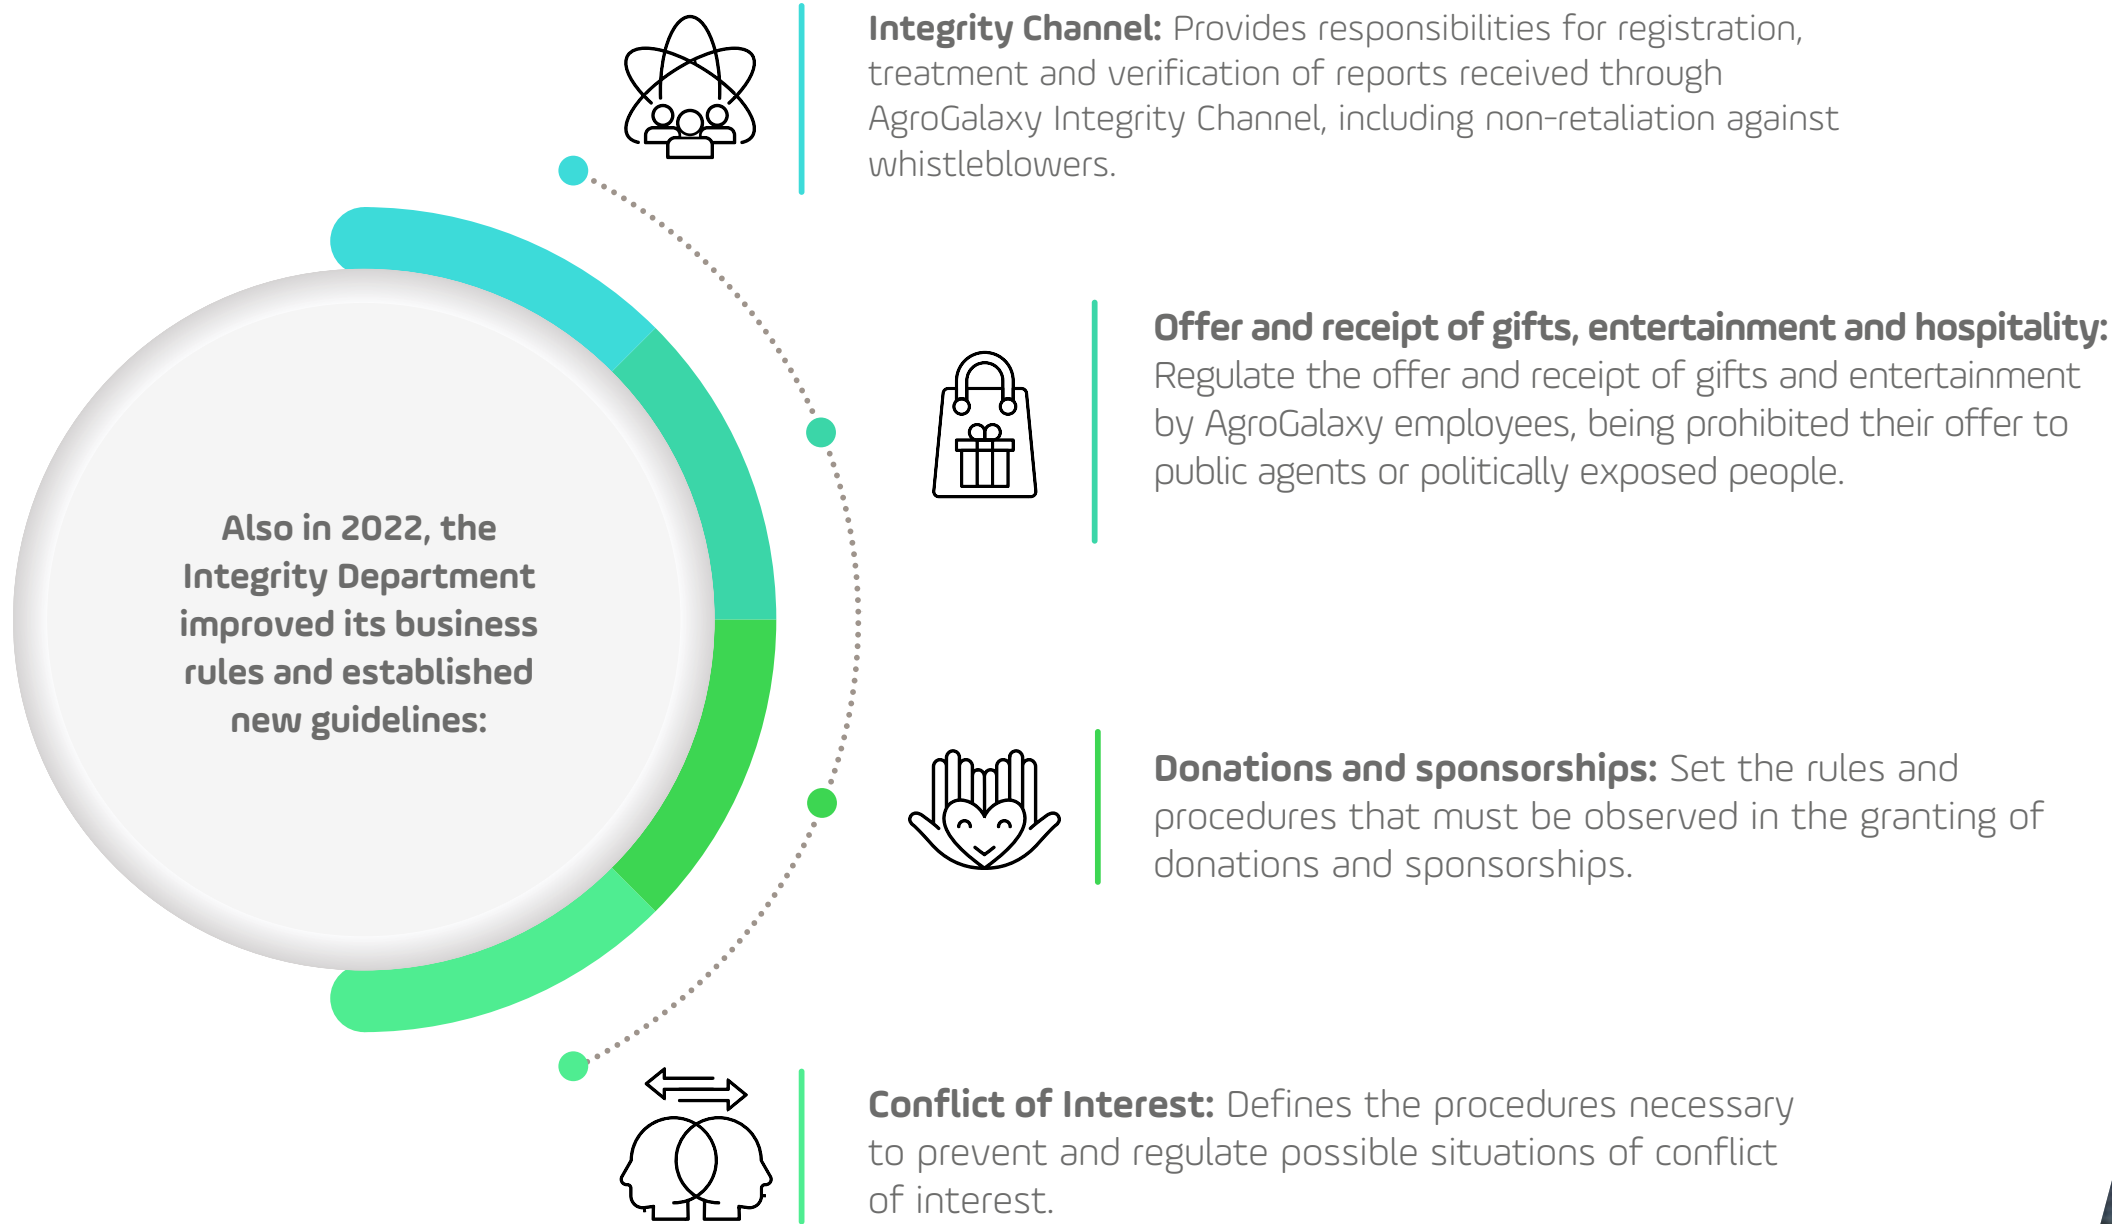 Integrity Channel: Provides responsibilities for registration,
treatment and verification of reports received through
AgroGalaxy Integrity Channel, including non-retaliation against
whistleblowers.
Offer and receipt of gifts, entertainment and hospitality:
Regulate the offer and receipt of gifts and entertainment
by AgroGalaxy employees, being prohibited their offer to
public agents or politically exposed people.
Also in 2022, the
Integrity Department
improved its business
rules and established
new guidelines:
Donations and sponsorships: Set the rules and
procedures that must be observed in the granting of
donations and sponsorships.
Conflict of Interest: Defines the procedures necessary
to prevent and regulate possible situations of conflict
of interest.